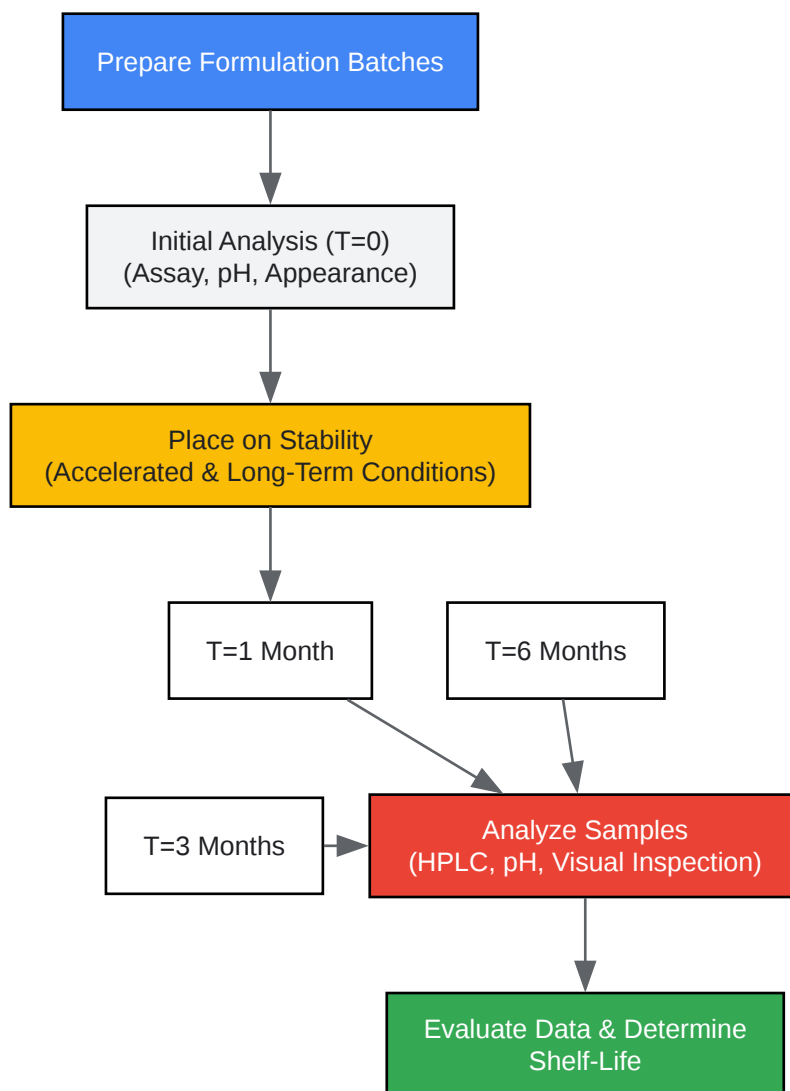 Prepare Formulation Batches
Initial Analysis (T=0)
(Assay, pH, Appearance)
Place on Stability
(Accelerated & Long-Term Conditions)
T=1 Month
T=6 Months
T=3 Months
Analyze Samples
(HPLC, pH, Visual Inspection)
Evaluate Data & Determine
Shelf-Life